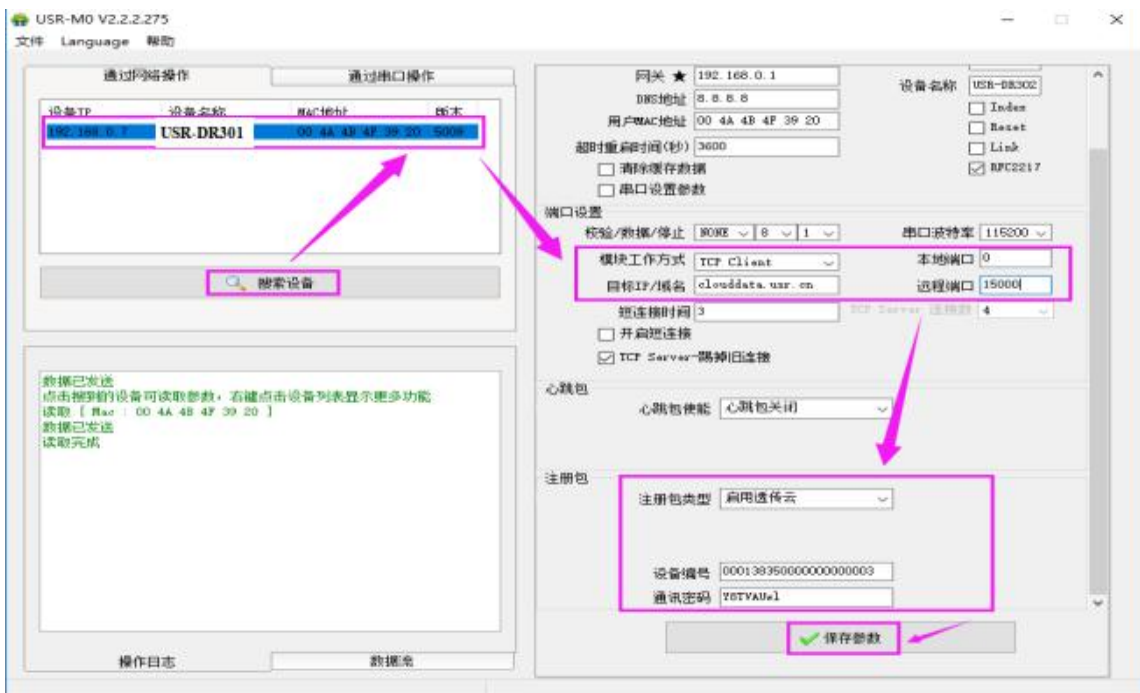 USR-M0 V2.2.2.275
文件 Language 帮助
通过网络操作 通过串口操作
设备IP 设备名称 MAC地址 版本
192.168.0.7 USR-DR301 00 4A 4B 4F 39 20 5009
搜索设备
数据已发送
点击搜到的设备可读取参数，右键点击设备列表显示更多功能
读取 [ Mac : 00 4A 4B 4F 39 20 ]
数据已发送
读取完成
操作日志 数据流
网关 ★ 192.168.0.1
DNS地址 8.8.8.8
用户MAC地址 00 4A 4B 4F 39 20
超时重启时间(秒) 3600
清除缓存数据
串口设置参数
设备名称 USR-DR302
Index
Reset
Link
RFC2217
端口设置
校验/数据/停止 NONE 8 1 串口波特率 115200
模块工作方式 TCP Client 本地端口 0
目标IP/域名 clouddata.usr.cn 远程端口 15000
短连接时间 3 TCP Server 连接数 4
开启短连接
TCP Server-踢掉旧连接
心跳包
心跳包使能 心跳包关闭
注册包
注册包类型 启用透传云
设备编号 00013835000000000003
通讯密码
保存参数